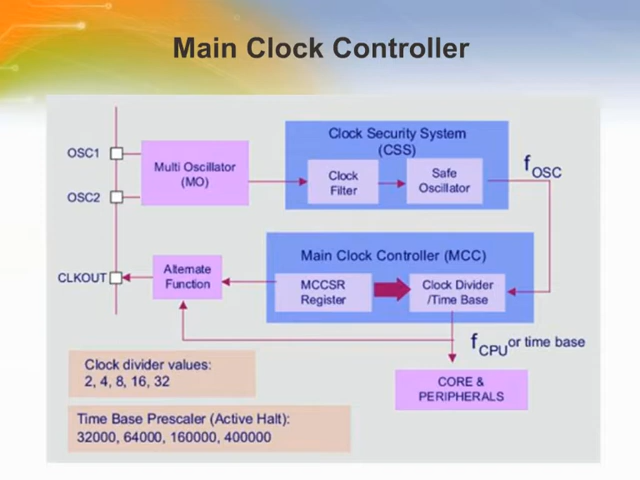 Main Clock Controller
Clock Security System
(CSS)
OSC1
Multi Oscillator
(MO)
OSC2
Clock
Filter
Safe
Oscillator
fOSC
Main Clock Controller (MCC)
CLKOUT
Alternate
Function
MCCSR
Register
Clock Divider
/Time Base
fCPU or time base
Clock divider values:
2, 4, 8, 16, 32
CORE &
PERIPHERALS
Time Base Prescaler (Active Halt):
32000, 64000, 160000, 400000